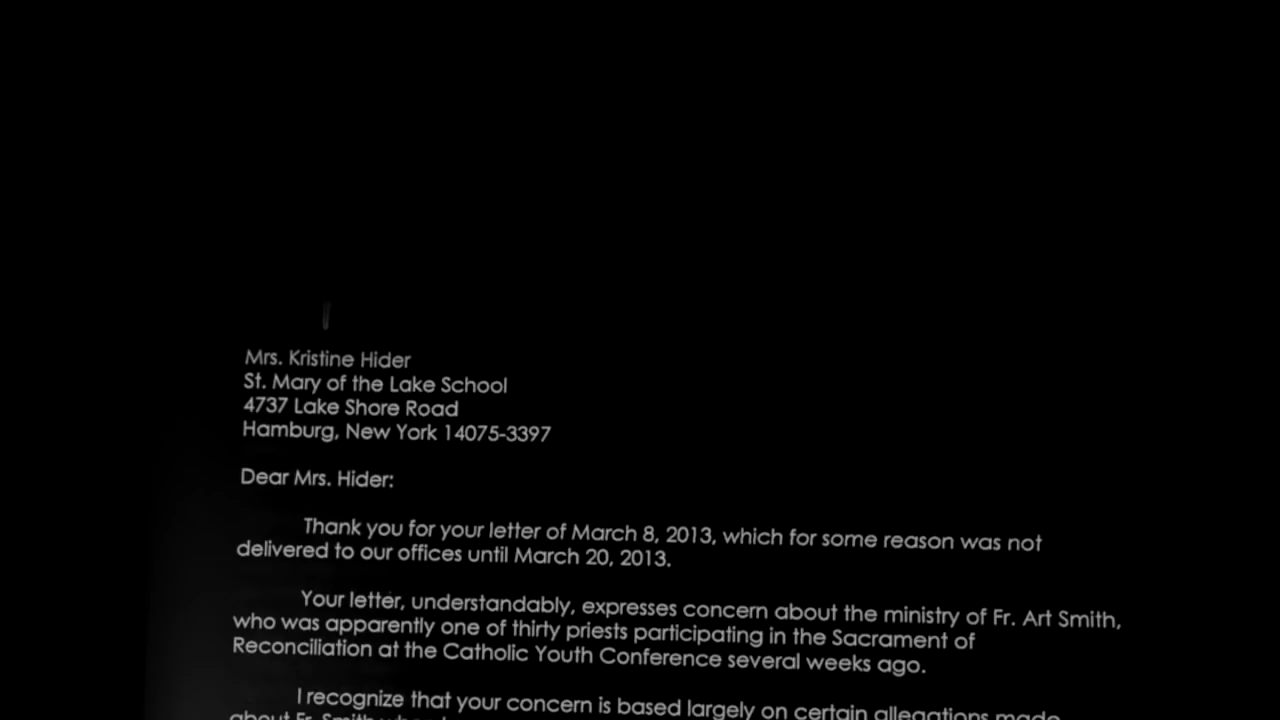 Mrs. Kristine Hider
St. Mary of the Lake School
4737 Lake Shore Road
Hamburg, New York 14075-3397
Dear Mrs. Hider:
Thank you for your letter of March 8, 2013, which for some reason was not
delivered to our offices until March 20, 2013.
Your letter, understandably, expresses concern about the ministry of Fr. Art Smith,
who was apparently one of thirty priests participating in the Sacrament of
Reconciliation at the Catholic Youth Conference several weeks ago.
I recognize that your concern is based largely on certain allegations made
about Fr. Smith